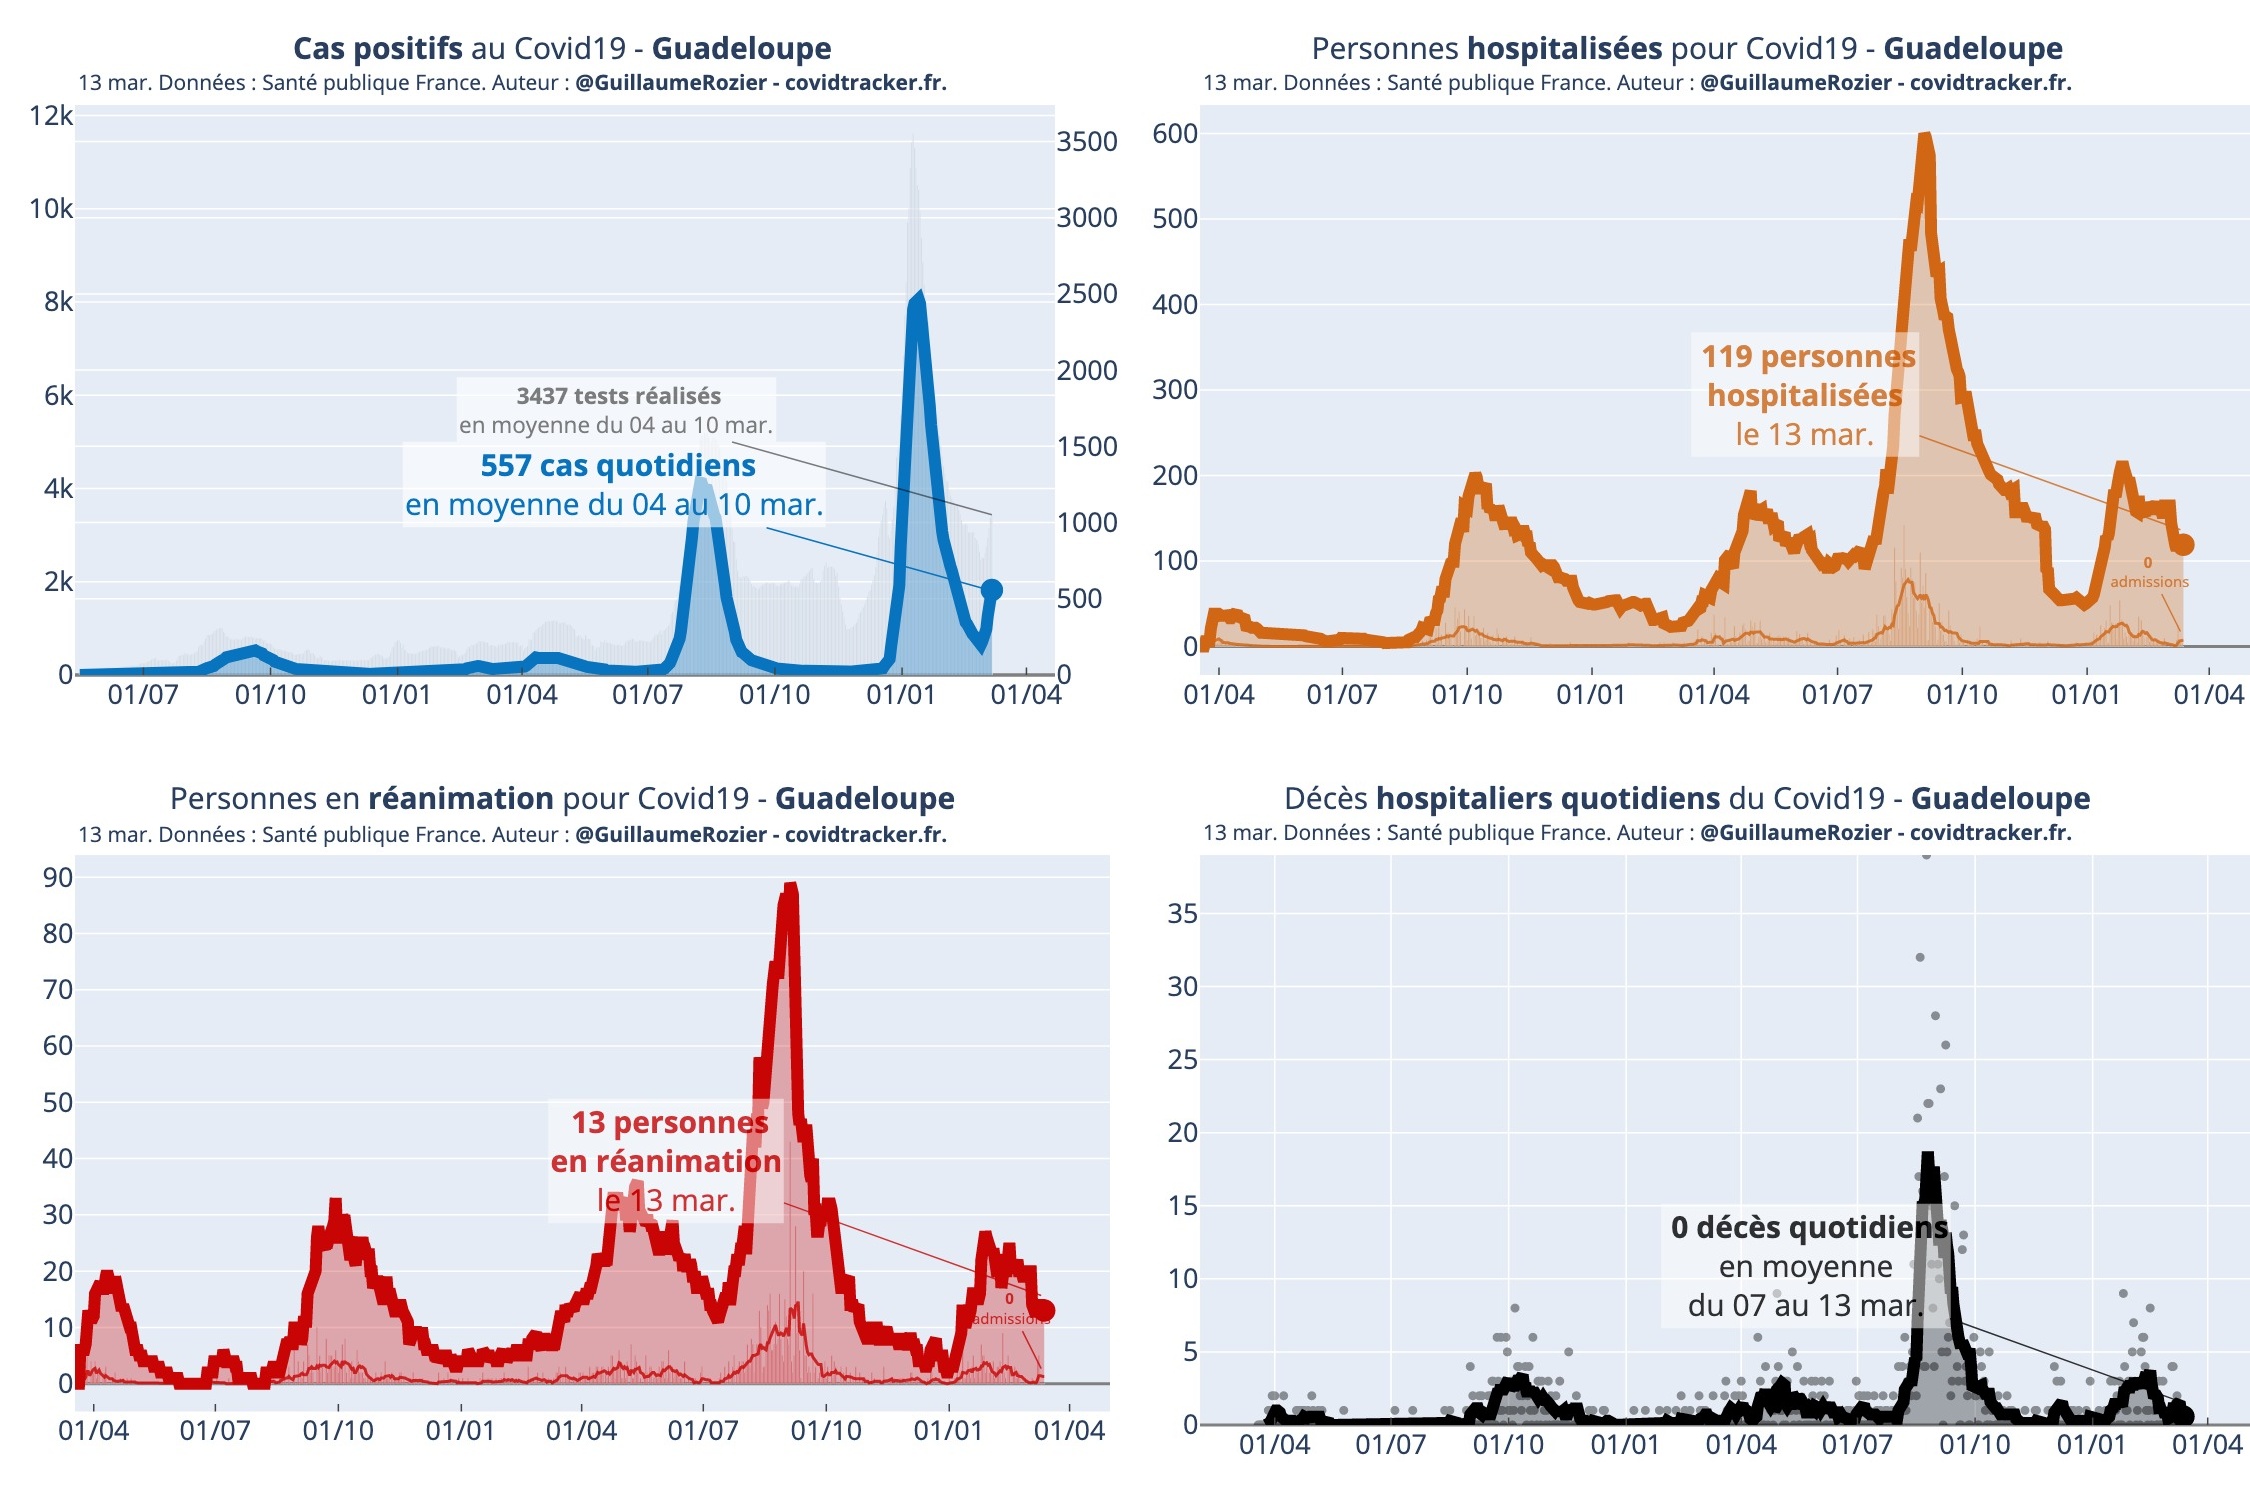 Cas positifs au Covid19 - Guadeloupe
13 mar. Données : Santé publique France. Auteur : @GuillaumeRozier - covidtracker.fr.
12k
10k
8k
6k
4k
2k
0
3500
3000
2500
2000
1500
1000
500
0
3437 tests réalisés
en moyenne du 04 au 10 mar.
557 cas quotidiens
en moyenne du 04 au 10 mar.
01/07 01/10 01/01 01/04 01/07 01/10 01/01 01/04
Personnes hospitalisées pour Covid19 - Guadeloupe
13 mar. Données : Santé publique France. Auteur : @GuillaumeRozier - covidtracker.fr.
600
500
400
300
200
100
0
119 personnes
hospitalisées
le 13 mar.
0
admissions
01/04 01/07 01/10 01/01 01/04 01/07 01/10 01/01 01/04
Personnes en réanimation pour Covid19 - Guadeloupe
13 mar. Données : Santé publique France. Auteur : @GuillaumeRozier - covidtracker.fr.
90
80
70
60
50
40
30
20
10
0
13 personnes
en réanimation
le 13 mar.
0
admissions
01/04 01/07 01/10 01/01 01/04 01/07 01/10 01/01 01/04
Décès hospitaliers quotidiens du Covid19 - Guadeloupe
13 mar. Données : Santé publique France. Auteur : @GuillaumeRozier - covidtracker.fr.
35
30
25
20
15
10
5
0
0 décès quotidiens
en moyenne
du 07 au 13 mar.
01/04 01/07 01/10 01/01 01/04 01/07 01/10 01/01 01/04